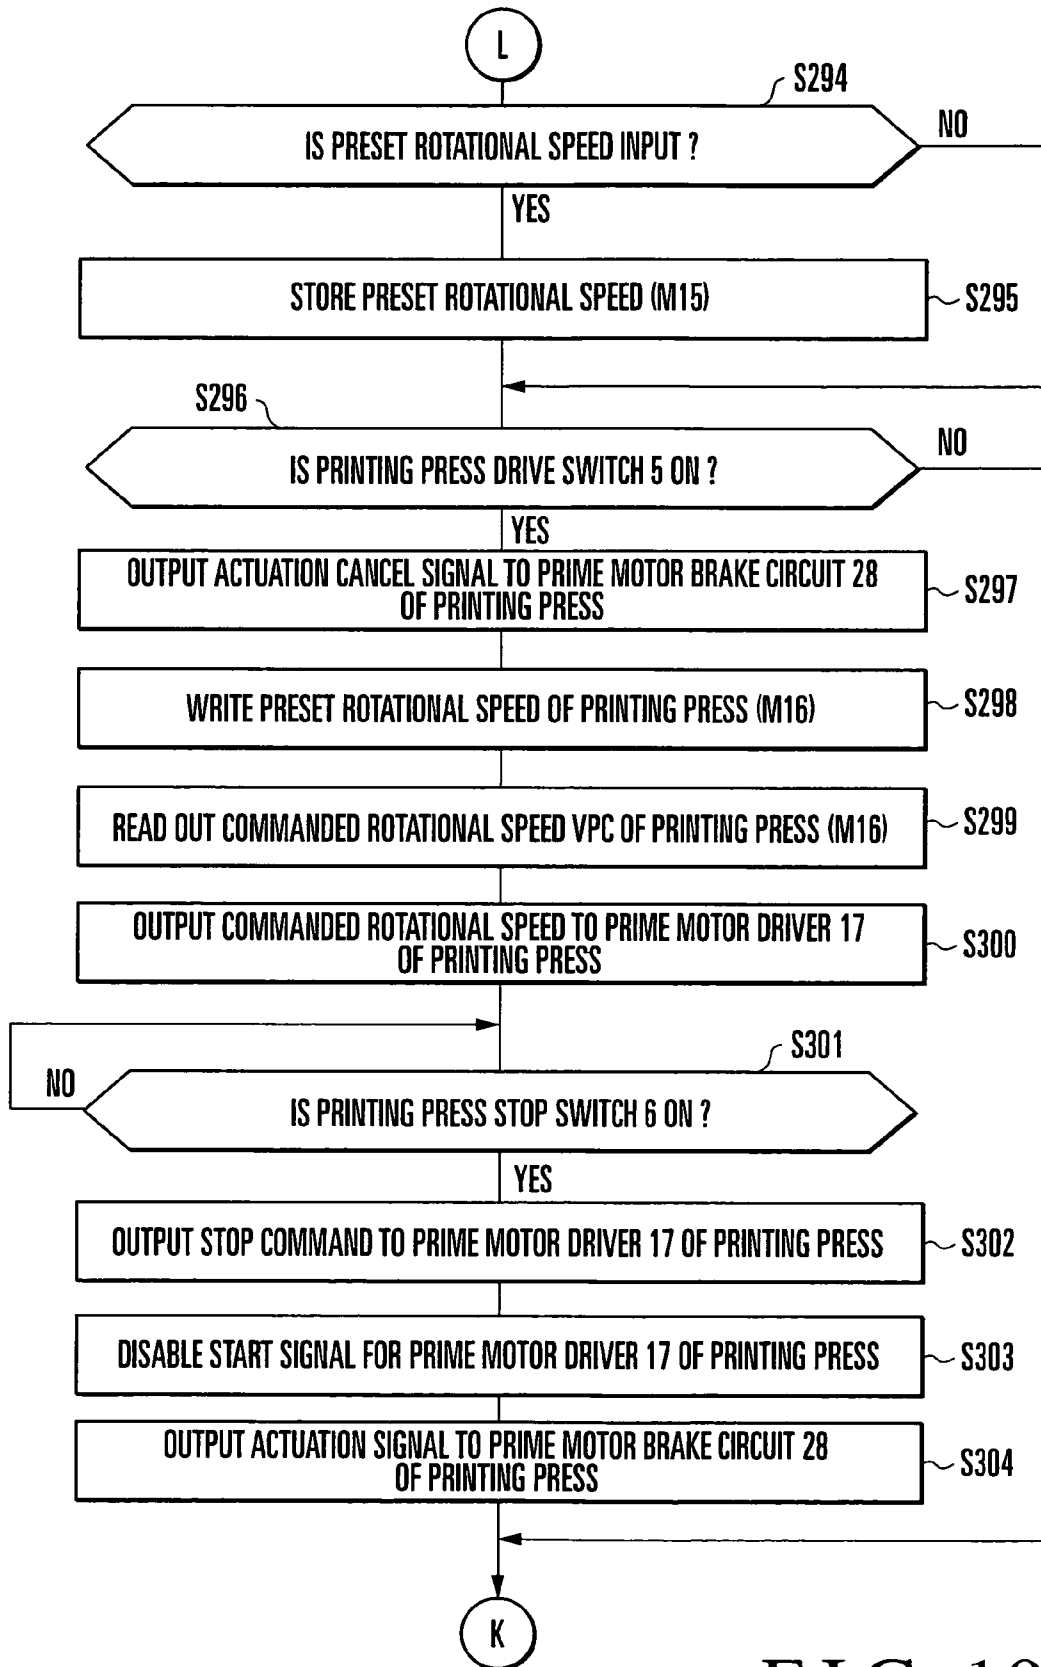 L
S294
IS PRESET ROTATIONAL SPEED INPUT ?
NO
YES
STORE PRESET ROTATIONAL SPEED (M15)
S295
S296
IS PRINTING PRESS DRIVE SWITCH 5 ON ?
NO
YES
OUTPUT ACTUATION CANCEL SIGNAL TO PRIME MOTOR BRAKE CIRCUIT 28
OF PRINTING PRESS
S297
WRITE PRESET ROTATIONAL SPEED OF PRINTING PRESS (M16)
S298
READ OUT COMMANDED ROTATIONAL SPEED VPC OF PRINTING PRESS (M16)
S299
OUTPUT COMMANDED ROTATIONAL SPEED TO PRIME MOTOR DRIVER 17
OF PRINTING PRESS
S300
S301
NO
IS PRINTING PRESS STOP SWITCH 6 ON ?
YES
OUTPUT STOP COMMAND TO PRIME MOTOR DRIVER 17 OF PRINTING PRESS
S302
DISABLE START SIGNAL FOR PRIME MOTOR DRIVER 17 OF PRINTING PRESS
S303
OUTPUT ACTUATION SIGNAL TO PRIME MOTOR BRAKE CIRCUIT 28
OF PRINTING PRESS
S304
K